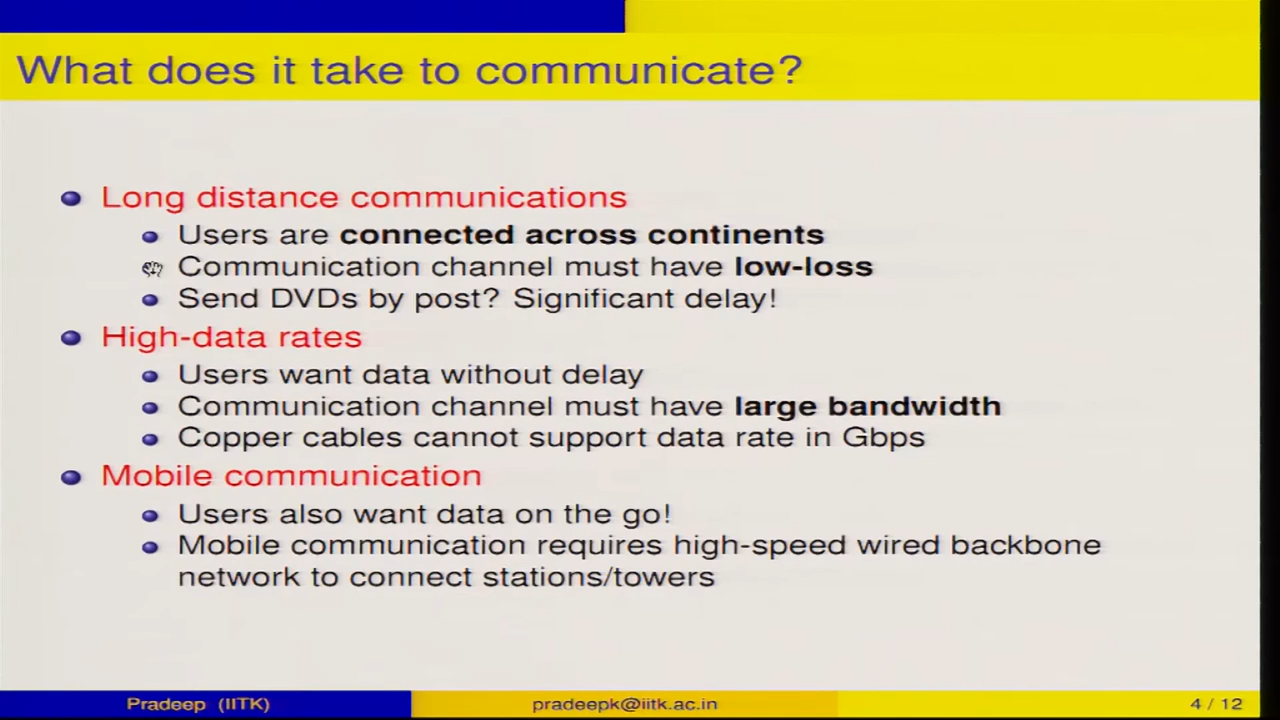 What does it take to communicate?
Long distance communications
Users are connected across continents
Communication channel must have low-loss
Send DVDs by post? Significant delay!
High-data rates
Users want data without delay
Communication channel must have large bandwidth
Copper cables cannot support data rate in Gbps
Mobile communication
Users also want data on the go!
Mobile communication requires high-speed wired backbone
network to connect stations/towers
Pradeep (IITK)
pradeepk@iitk.ac.in
4 / 12